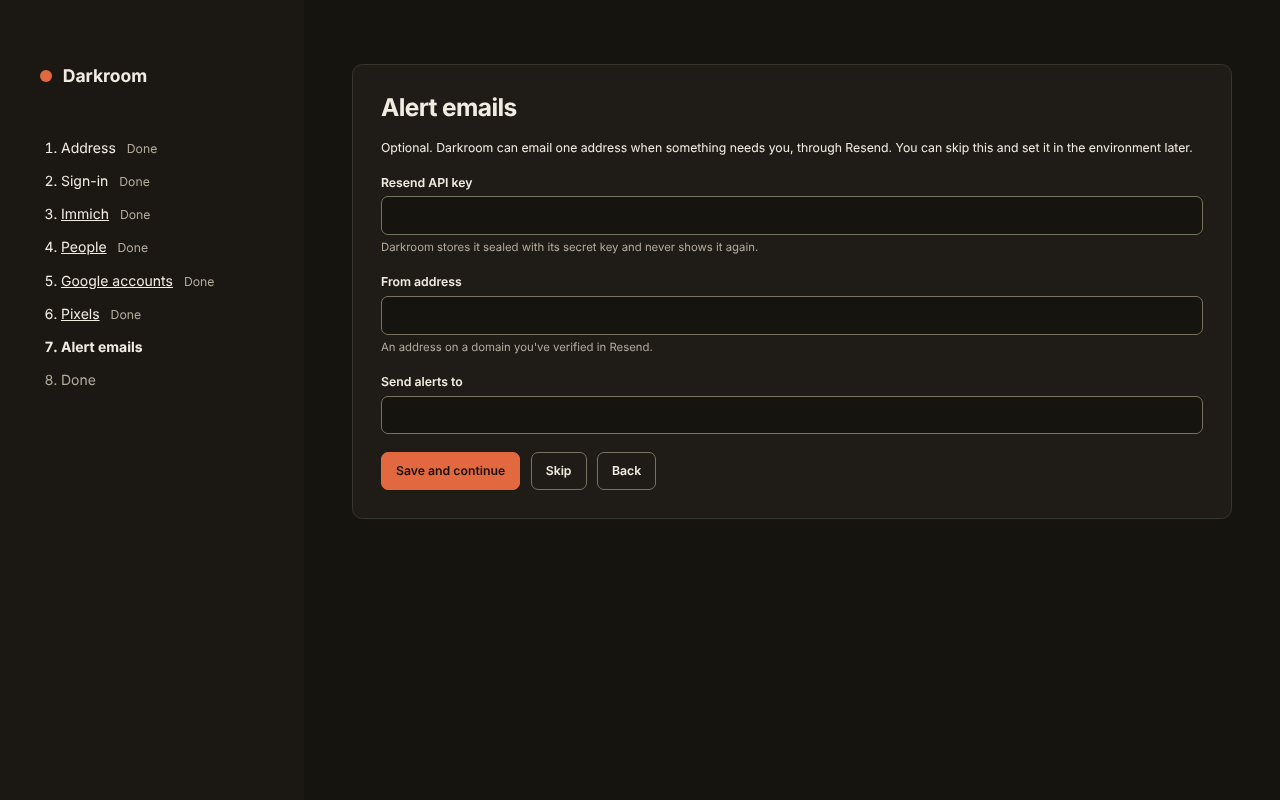 Darkroom
1. Address Done
2. Sign-in Done
3. Immich Done
4. People Done
5. Google accounts Done
6. Pixels Done
7. Alert emails
8. Done
Alert emails
Optional. Darkroom can email one address when something needs you, through Resend. You can skip this and set it in the environment later.
Resend API key
Darkroom stores it sealed with its secret key and never shows it again.
From address
An address on a domain you've verified in Resend.
Send alerts to
Save and continue Skip Back